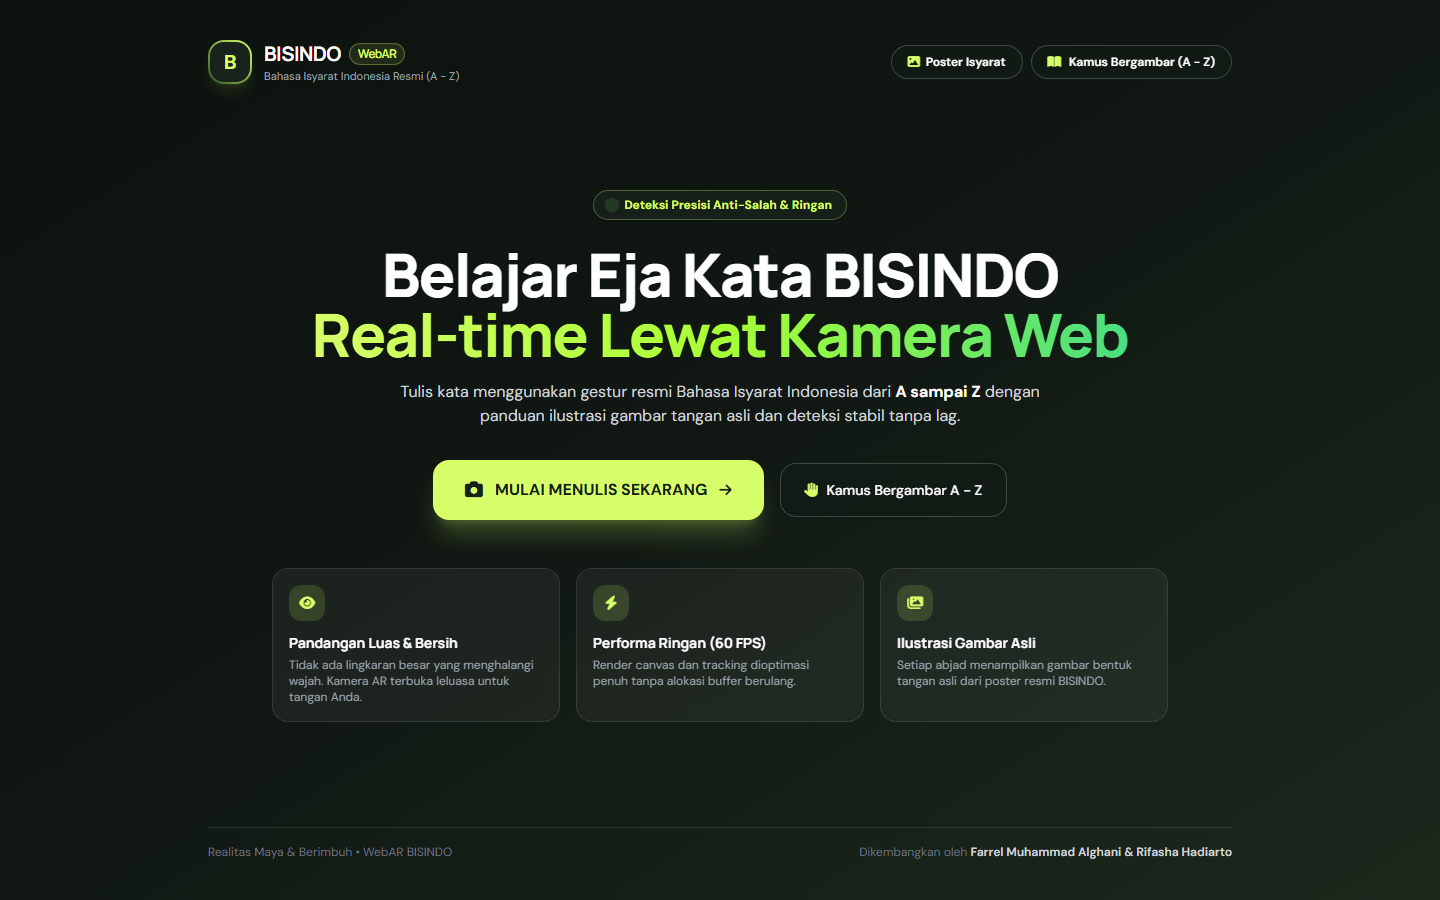 B
BISINDO WebAR
Bahasa Isyarat Indonesia Resmi (A - Z)
Poster Isyarat
Kamus Bergambar (A - Z)
Deteksi Presisi Anti-Salah & Ringan
Belajar Eja Kata BISINDO
Real-time Lewat Kamera Web
Tulis kata menggunakan gestur resmi Bahasa Isyarat Indonesia dari A sampai Z dengan
panduan ilustrasi gambar tangan asli dan deteksi stabil tanpa lag.
MULAI MENULIS SEKARANG →
Kamus Bergambar A - Z
Pandangan Luas & Bersih
Tidak ada lingkaran besar yang menghalangi
wajah. Kamera AR terbuka leluasa untuk
tangan Anda.
Performa Ringan (60 FPS)
Render canvas dan tracking dioptimasi
penuh tanpa alokasi buffer berulang.
Ilustrasi Gambar Asli
Setiap abjad menampilkan gambar bentuk
tangan asli dari poster resmi BISINDO.
Realitas Maya & Berimbuh • WebAR BISINDO
Dikembangkan oleh Farrel Muhammad Alghani & Rifasha Hadiarto